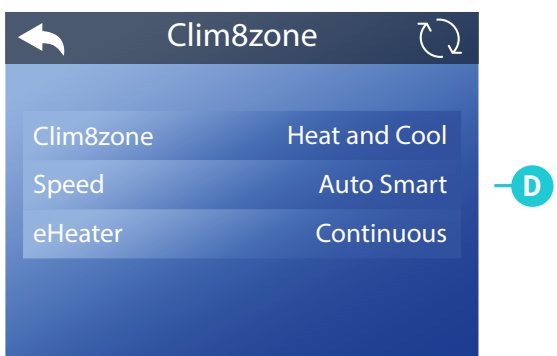 Clim8zone
Clim8zone Heat and Cool
Speed Auto Smart
eHeater Continuous
D